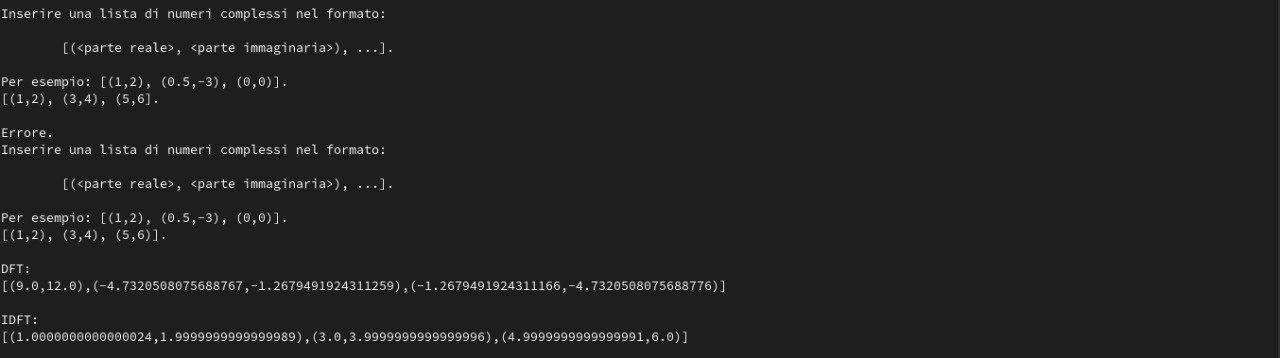 Inserire una lista di numeri complessi nel formato:
[(<parte reale>, <parte immaginaria>), ...].
Per esempio: [(1,2), (0.5,-3), (0,0)].
[(1,2), (3,4), (5,6].
Errore.
Inserire una lista di numeri complessi nel formato:
[(<parte reale>, <parte immaginaria>), ...].
Per esempio: [(1,2), (0.5,-3), (0,0)].
[(1,2), (3,4), (5,6)].
DFT:
[(9.0,12.0),(-4.7320508075688767,-1.2679491924311259),(-1.2679491924311166,-4.7320508075688776)]
IDFT:
[(1.0000000000000024,1.9999999999999989),(3.0,3.9999999999999996),(4.9999999999999991,6.0)]